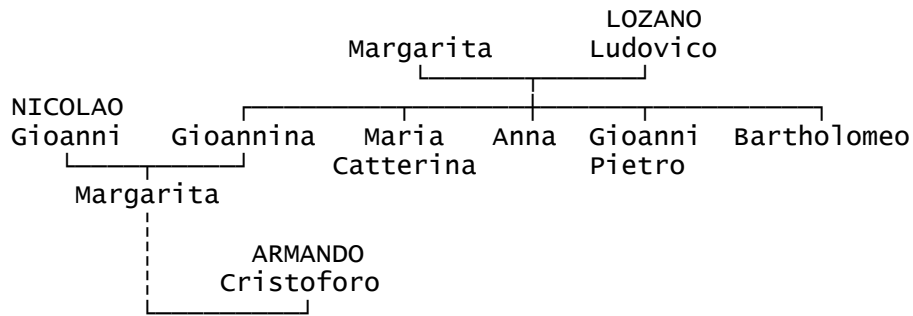 LOZANO
Margarita Ludovico
NICOLAO
Gioanni Gioannina Maria Anna Gioanni Bartholomeo
Catterina Pietro
Margarita
ARMANDO
Cristoforo